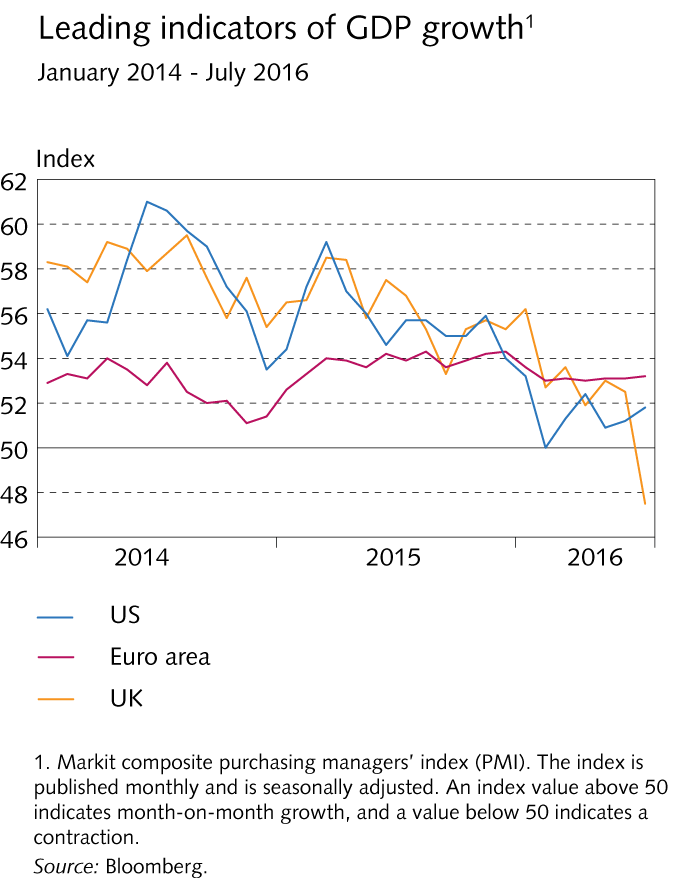 Leading indicators of GDP growth¹
January 2014 - July 2016
Index
62
60
58
56
54
52
50
48
46
2014 2015 2016
US
Euro area
UK
1. Markit composite purchasing managers’ index (PMI). The index is
published monthly and is seasonally adjusted. An index value above 50
indicates month-on-month growth, and a value below 50 indicates a
contraction.
Source: Bloomberg.